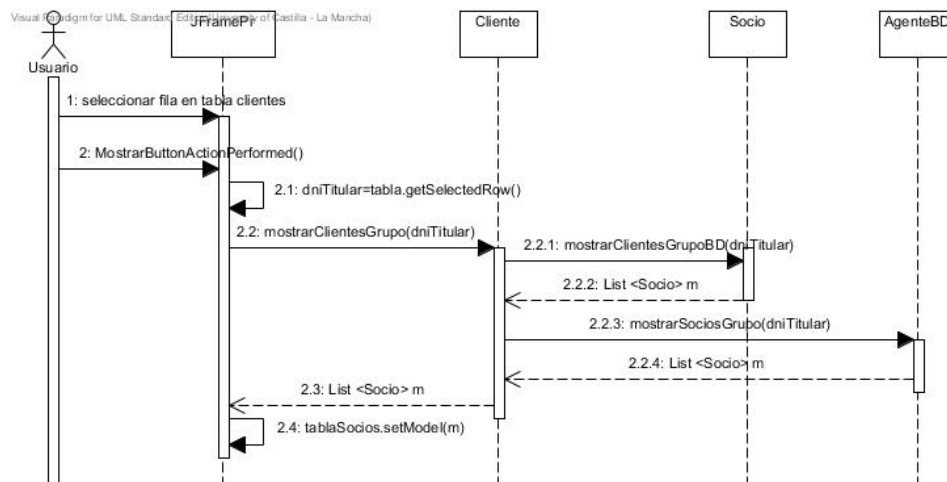 Visual Paradigm for UML Standard Edition(University of Castilla - La Mancha)
JFramePir
Cliente
Socio
AgenteBD
Usuario
1: seleccionar fila en tabla clientes
2: MostrarButtonActionPerformed()
2.1: dniTitular=tabla.getSelectedRow()
2.2: mostrarClientesGrupo(dniTitular)
2.2.1: mostrarClientesGrupoBD(dniTitular)
2.2.2: List <Socio> m
2.2.3: mostrarSociosGrupo(dniTitular)
2.2.4: List <Socio> m
2.3: List <Socio> m
2.4: tablaSocios.setModel(m)